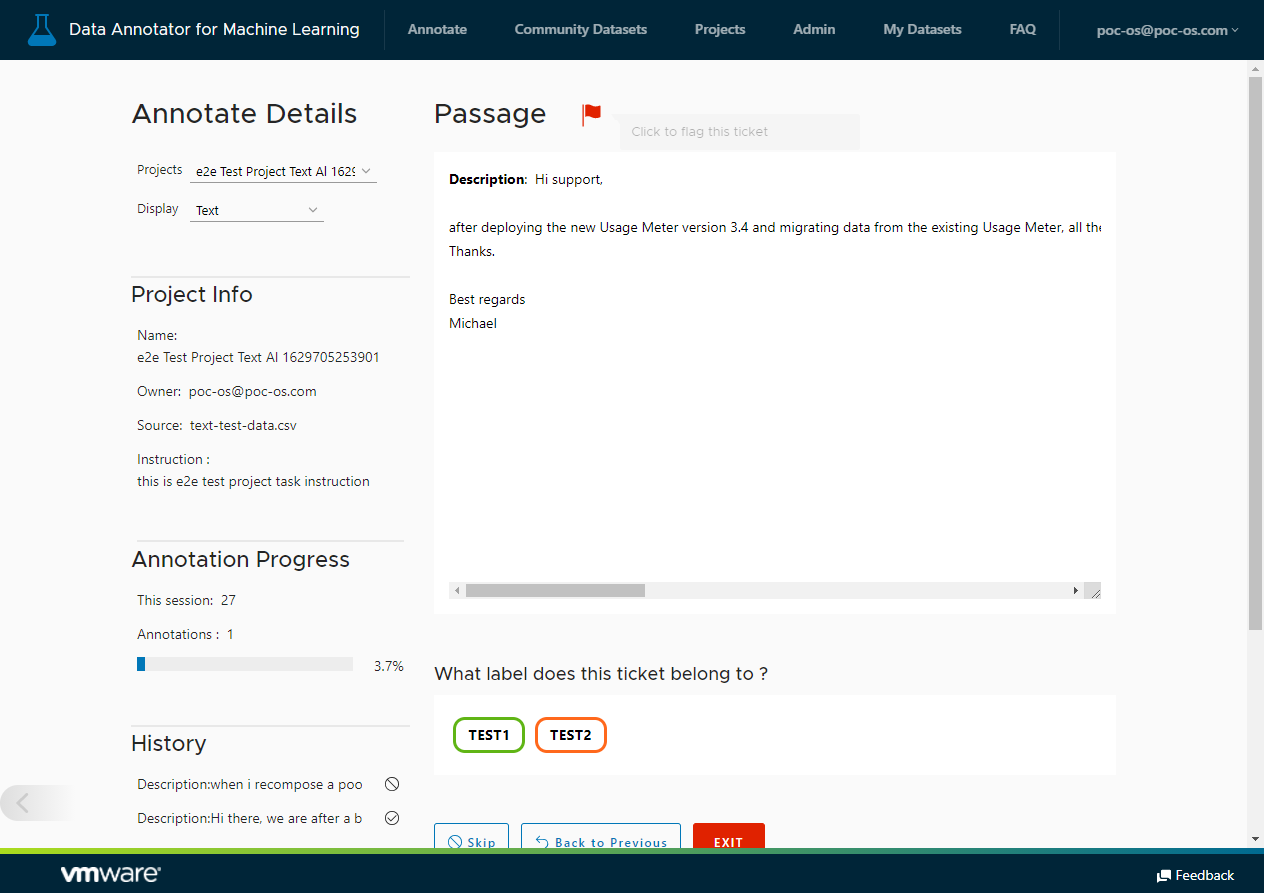 Data Annotator for Machine Learning
Annotate
Community Datasets
Projects
Admin
My Datasets
FAQ
poc-os@poc-os.com
Annotate Details
Projects
e2e Test Project Text Al 1629
Display
Text
Project Info
Name:
e2e Test Project Text Al 1629705253901
Owner: poc-os@poc-os.com
Source: text-test-data.csv
Instruction :
this is e2e test project task instruction
Annotation Progress
This session: 27
Annotations : 1
3.7%
History
Description:when i recompose a poo
Description:Hi there, we are after a b
Passage
Click to flag this ticket
Description: Hi support,
after deploying the new Usage Meter version 3.4 and migrating data from the existing Usage Meter, all the
Thanks.
Best regards
Michael
What label does this ticket belong to ?
TEST1
TEST2
Skip
Back to Previous
EXIT
vmware
Feedback